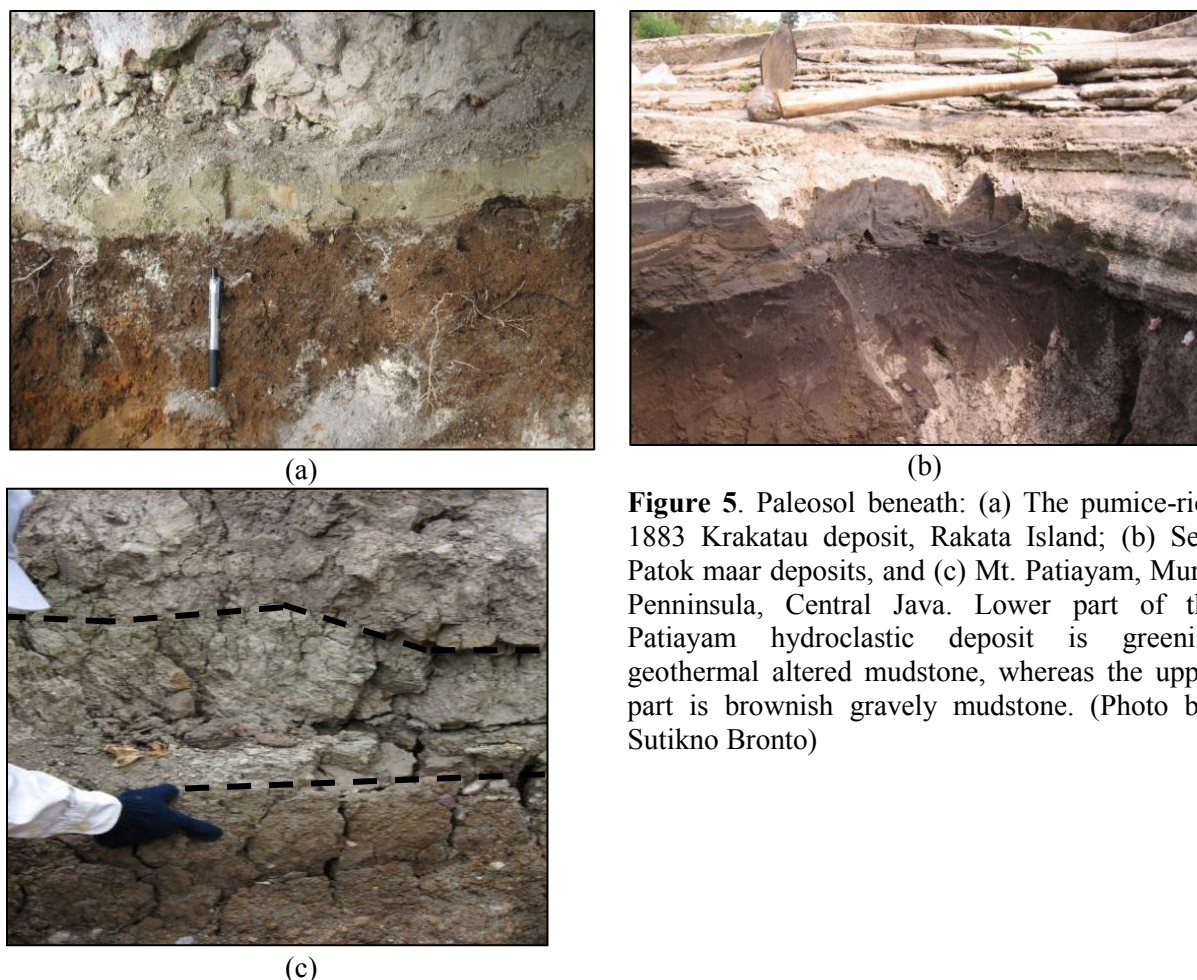 (a)
(b)
(c)
Figure 5. Paleosol beneath: (a) The pumice-ric
1883 Krakatau deposit, Rakata Island; (b) Se
Patok maar deposits, and (c) Mt. Patiayam, Mur
Penninsula, Central Java. Lower part of th
Patiayam hydroclastic deposit is greeni
geothermal altered mudstone, whereas the upp
part is brownish gravely mudstone. (Photo b
Sutikno Bronto)